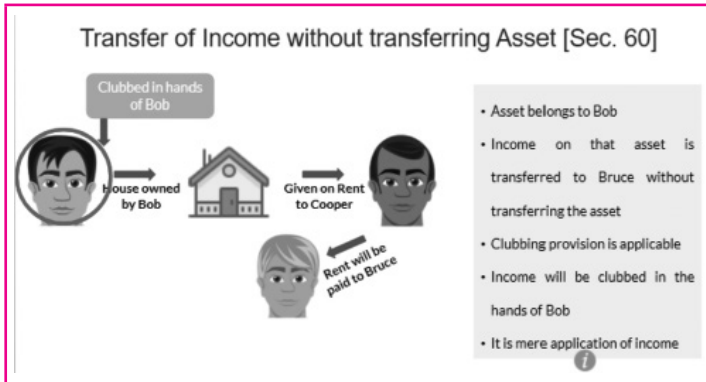 Transfer of Income without transferring Asset [Sec. 60]
Clubbed in hands
of Bob
House owned
by Bob
Given on Rent
to Cooper
Rent will be
paid to Bruce
• Asset belongs to Bob
• Income on that asset is
transferred to Bruce without
transferring the asset
• Clubbing provision is applicable
• Income will be clubbed in the
hands of Bob
• It is mere application of income
i